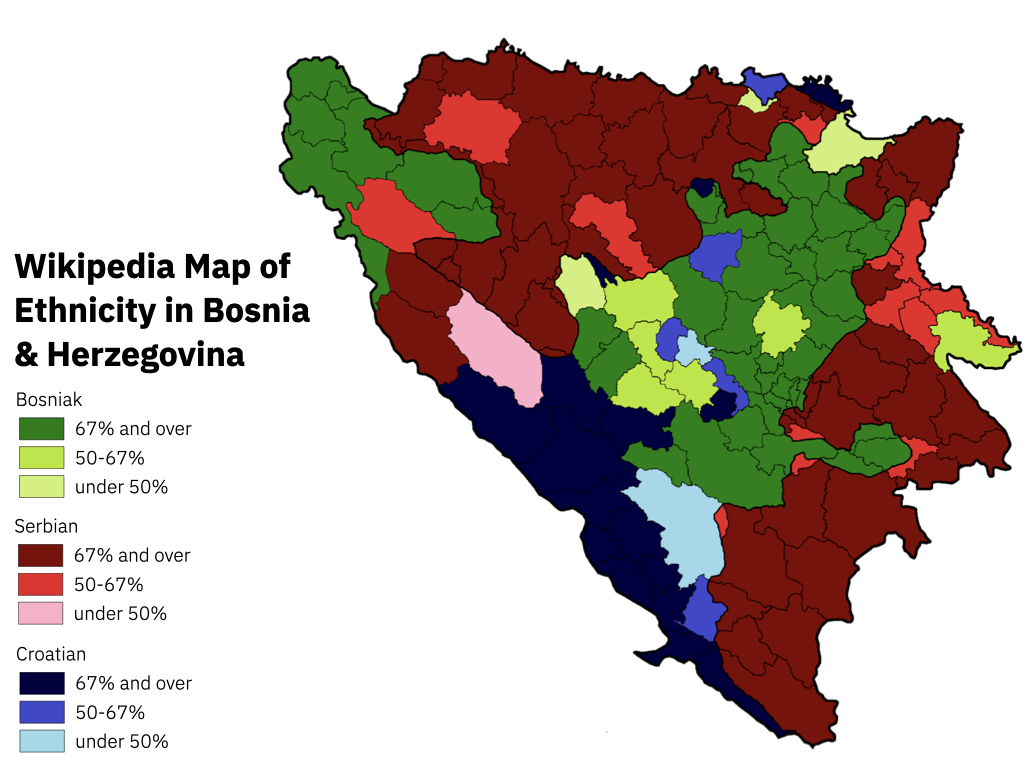 Wikipedia Map of
Ethnicity in Bosnia
& Herzegovina
Bosniak
67% and over
50-67%
under 50%
Serbian
67% and over
50-67%
under 50%
Croatian
67% and over
50-67%
under 50%